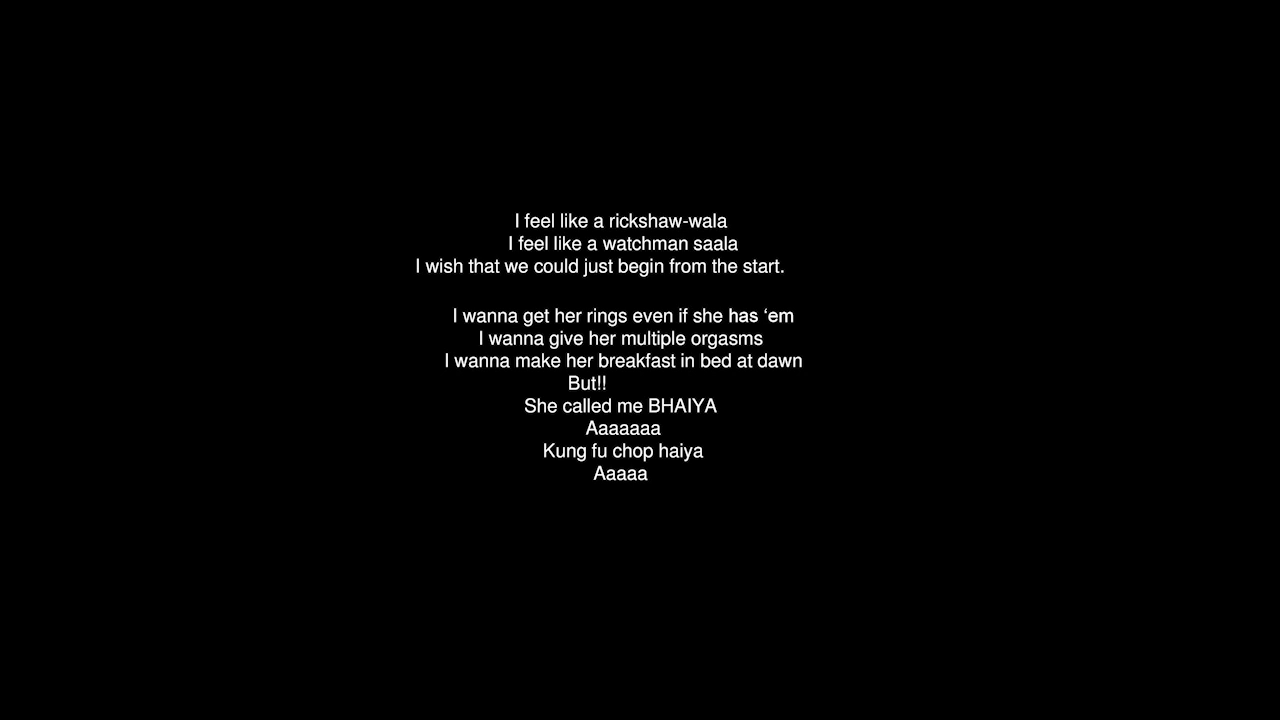 I feel like a rickshaw-wala
I feel like a watchman saala
I wish that we could just begin from the start.
I wanna get her rings even if she has ‘em
I wanna give her multiple orgasms
I wanna make her breakfast in bed at dawn
But!!
She called me BHAIYA
Aaaaaaa
Kung fu chop haiya
Aaaaa